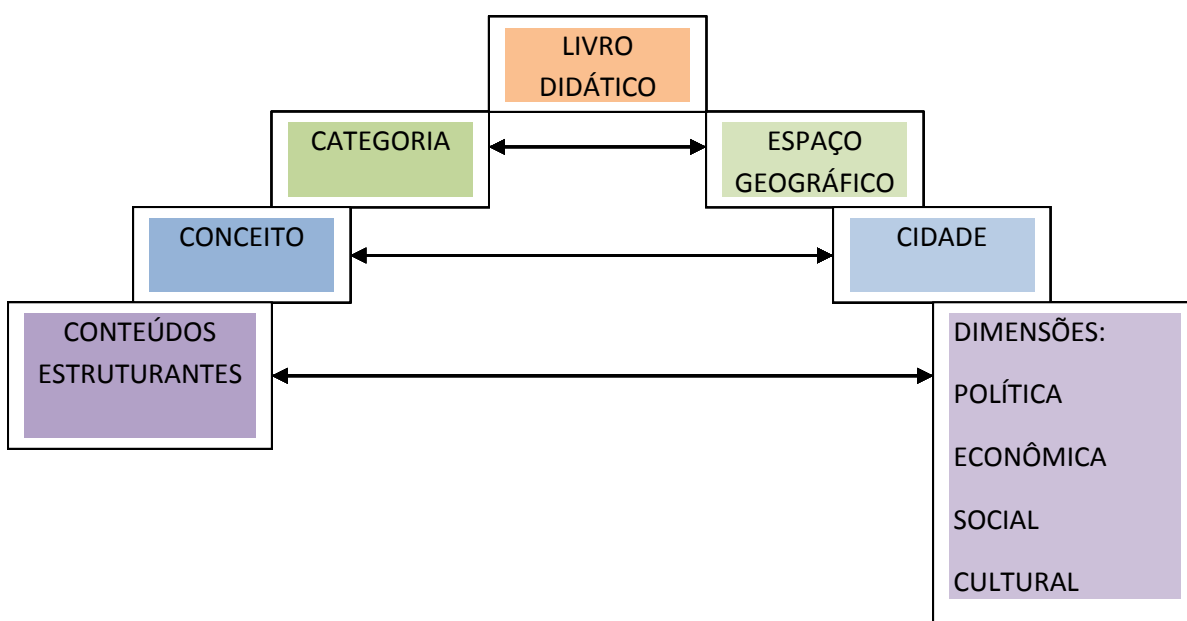 LIVRO
DIDÁTICO
CATEGORIA
ESPAÇO
GEOGRÁFICO
CONCEITO
CIDADE
CONTEÚDOS
ESTRUTURANTES
DIMENSÕES:
POLÍTICA
ECONÔMICA
SOCIAL
CULTURAL